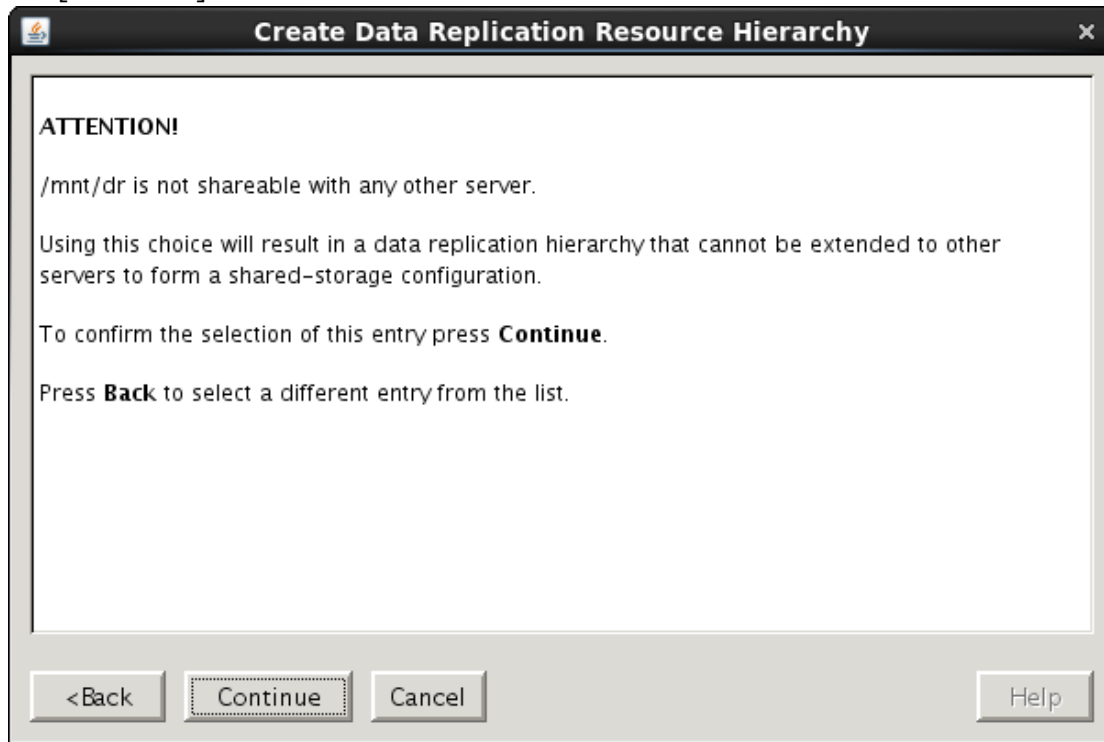 Create Data Replication Resource Hierarchy
ATTENTION!
/mnt/dr is not shareable with any other server.
Using this choice will result in a data replication hierarchy that cannot be extended to other
servers to form a shared-storage configuration.
To confirm the selection of this entry press Continue.
Press Back to select a different entry from the list.
<Back Continue Cancel Help